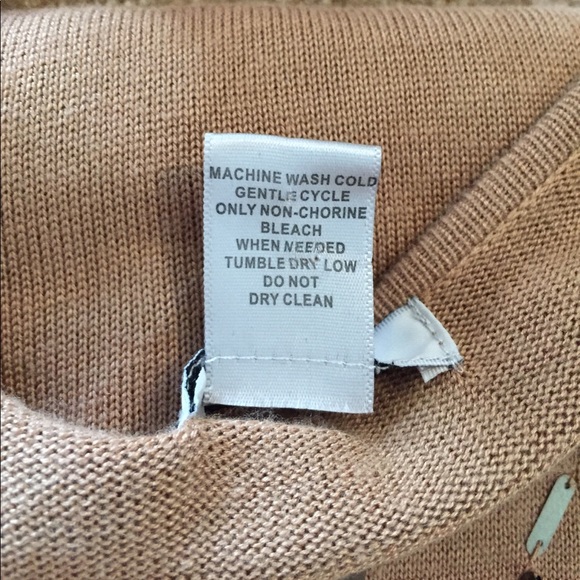 MACHINE WASH COLD
GENTLE CYCLE
ONLY NON-CHORINE
BLEACH
WHEN NEEDED
TUMBLE DRY LOW
DO NOT
DRY CLEAN